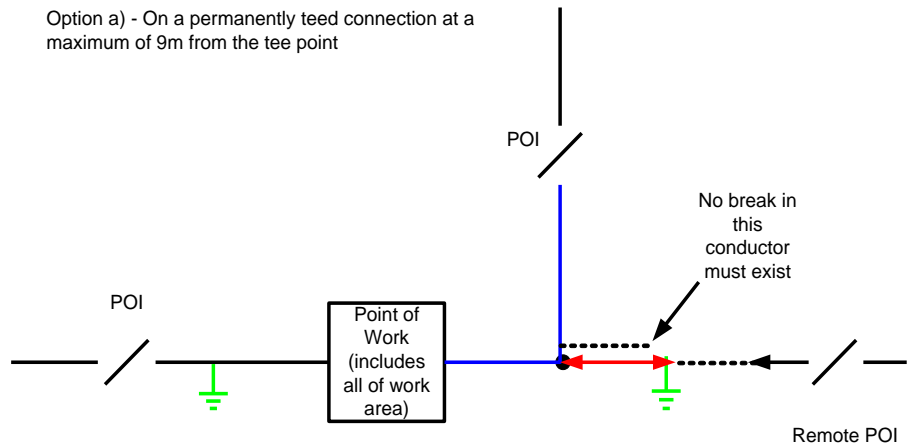 Option a) - On a permanently teed connection at a
maximum of 9m from the tee point
POI
No break in
this
conductor
must exist
POI
Point of
Work
(includes
all of work
area)
Remote POI